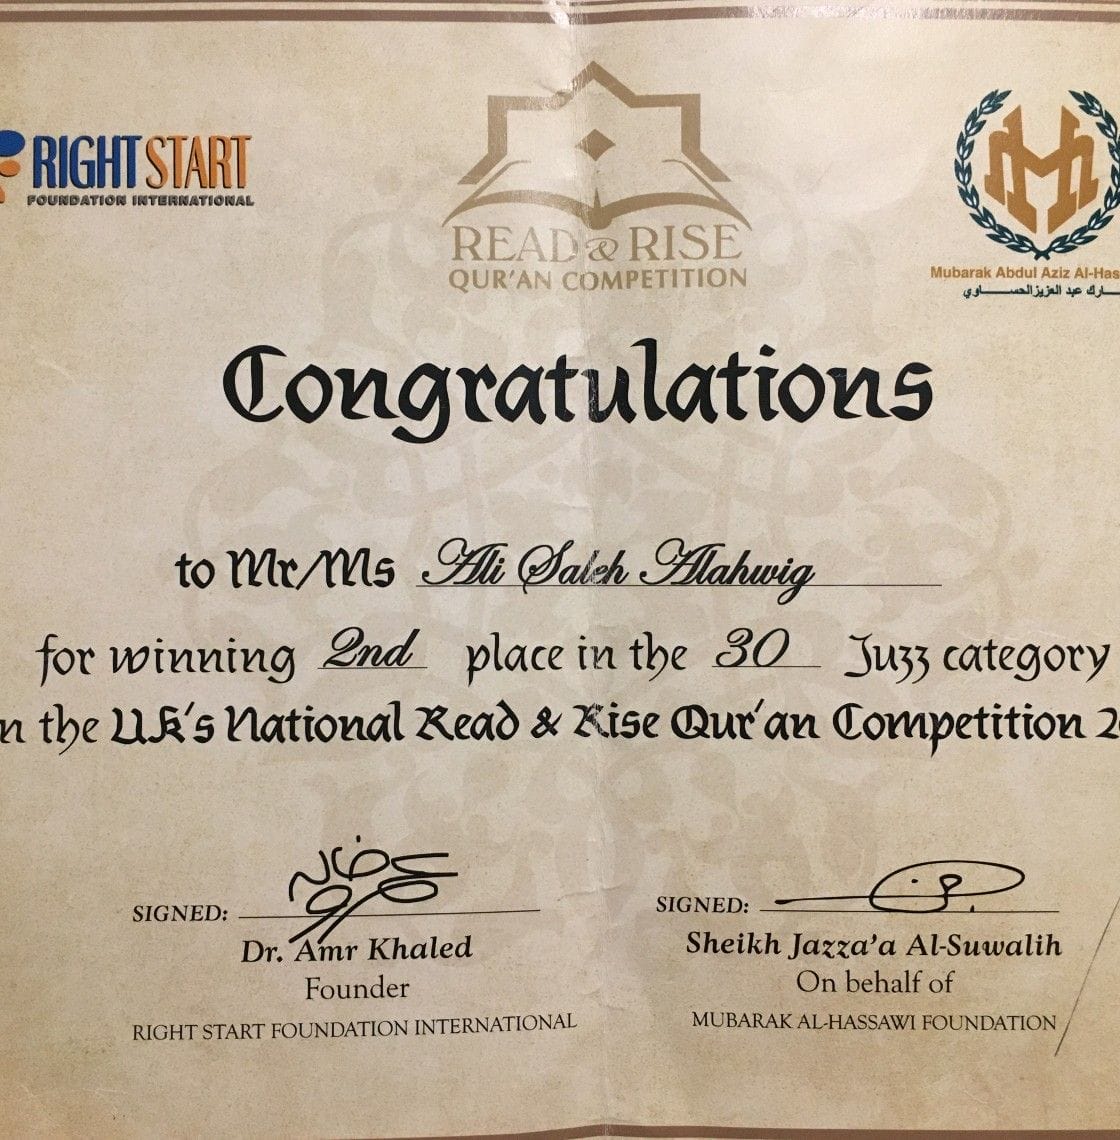 RIGHT START
FOUNDATION INTERNATIONAL
READ & RISE
QUR'AN COMPETITION
Mubarak Abdul Aziz Al-Has
ـارك عبد العزيز الحســـاوي
Congratulations
to Mr/Ms Ali Saleh Alahwig
for winning 2nd place in the 30 Juzz category
n the UK's National Read & Rise Qur'an Competition 2
SIGNED:
Dr. Amr Khaled
Founder
RIGHT START FOUNDATION INTERNATIONAL
SIGNED:
Sheikh Jazza'a Al-Suwalih
On behalf of
MUBARAK AL-HASSAWI FOUNDATION